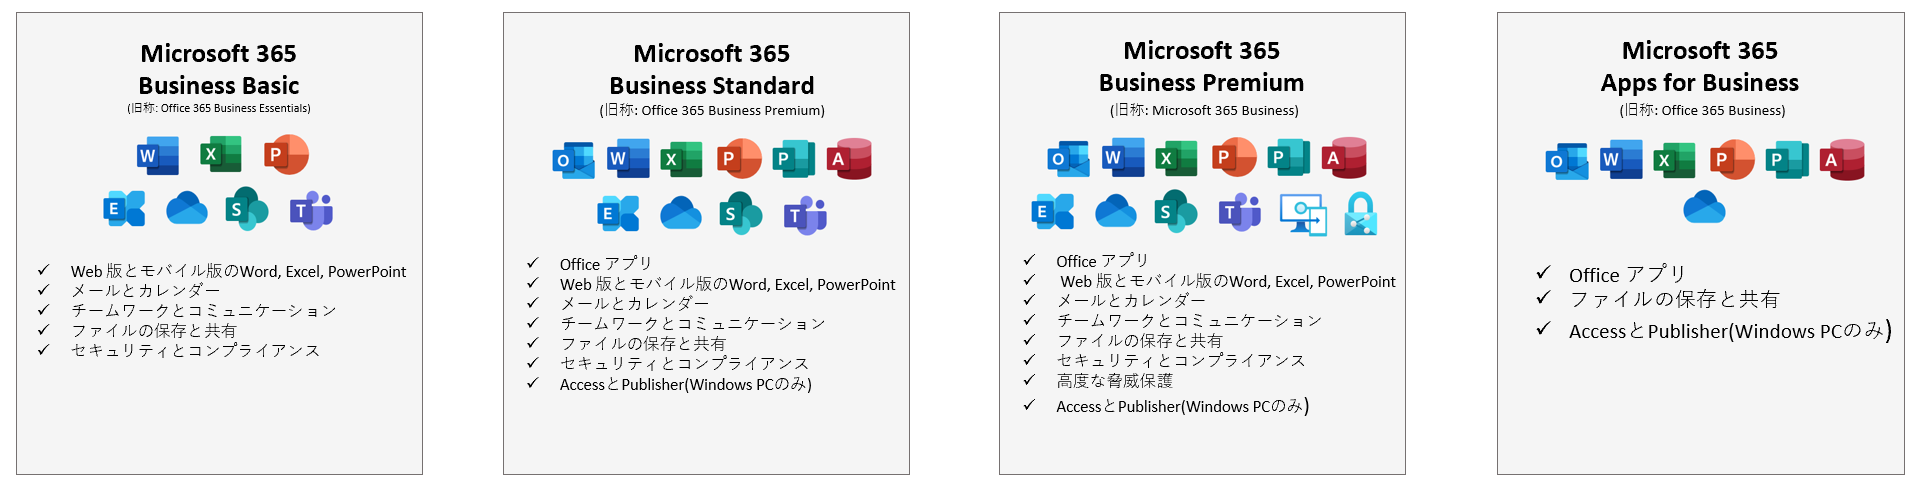 Microsoft 365
Business Basic
(旧称: Office 365 Business Essentials)
W
X
P
E
S
T
✓ Web 版とモバイル版のWord, Excel, PowerPoint
✓ メールとカレンダー
✓ チームワークとコミュニケーション
✓ ファイルの保存と共有
✓ セキュリティとコンプライアンス
Microsoft 365
Business Standard
(旧称: Office 365 Business Premium)
O
W
X
P
P
A
E
S
T
✓ Office アプリ
✓ Web 版とモバイル版のWord, Excel, PowerPoint
✓ メールとカレンダー
✓ チームワークとコミュニケーション
✓ ファイルの保存と共有
✓ セキュリティとコンプライアンス
✓ AccessとPublisher(Windows PCのみ)
Microsoft 365
Business Premium
(旧称: Microsoft 365 Business)
O
W
X
P
P
A
E
S
T
✓ Office アプリ
✓ Web 版とモバイル版のWord, Excel, PowerPoint
✓ メールとカレンダー
✓ チームワークとコミュニケーション
✓ ファイルの保存と共有
✓ セキュリティとコンプライアンス
✓ 高度な脅威保護
✓ AccessとPublisher(Windows PCのみ)
Microsoft 365
Apps for Business
(旧称: Office 365 Business)
O
W
X
P
P
A
✓ Office アプリ
✓ ファイルの保存と共有
✓ AccessとPublisher(Windows PCのみ)